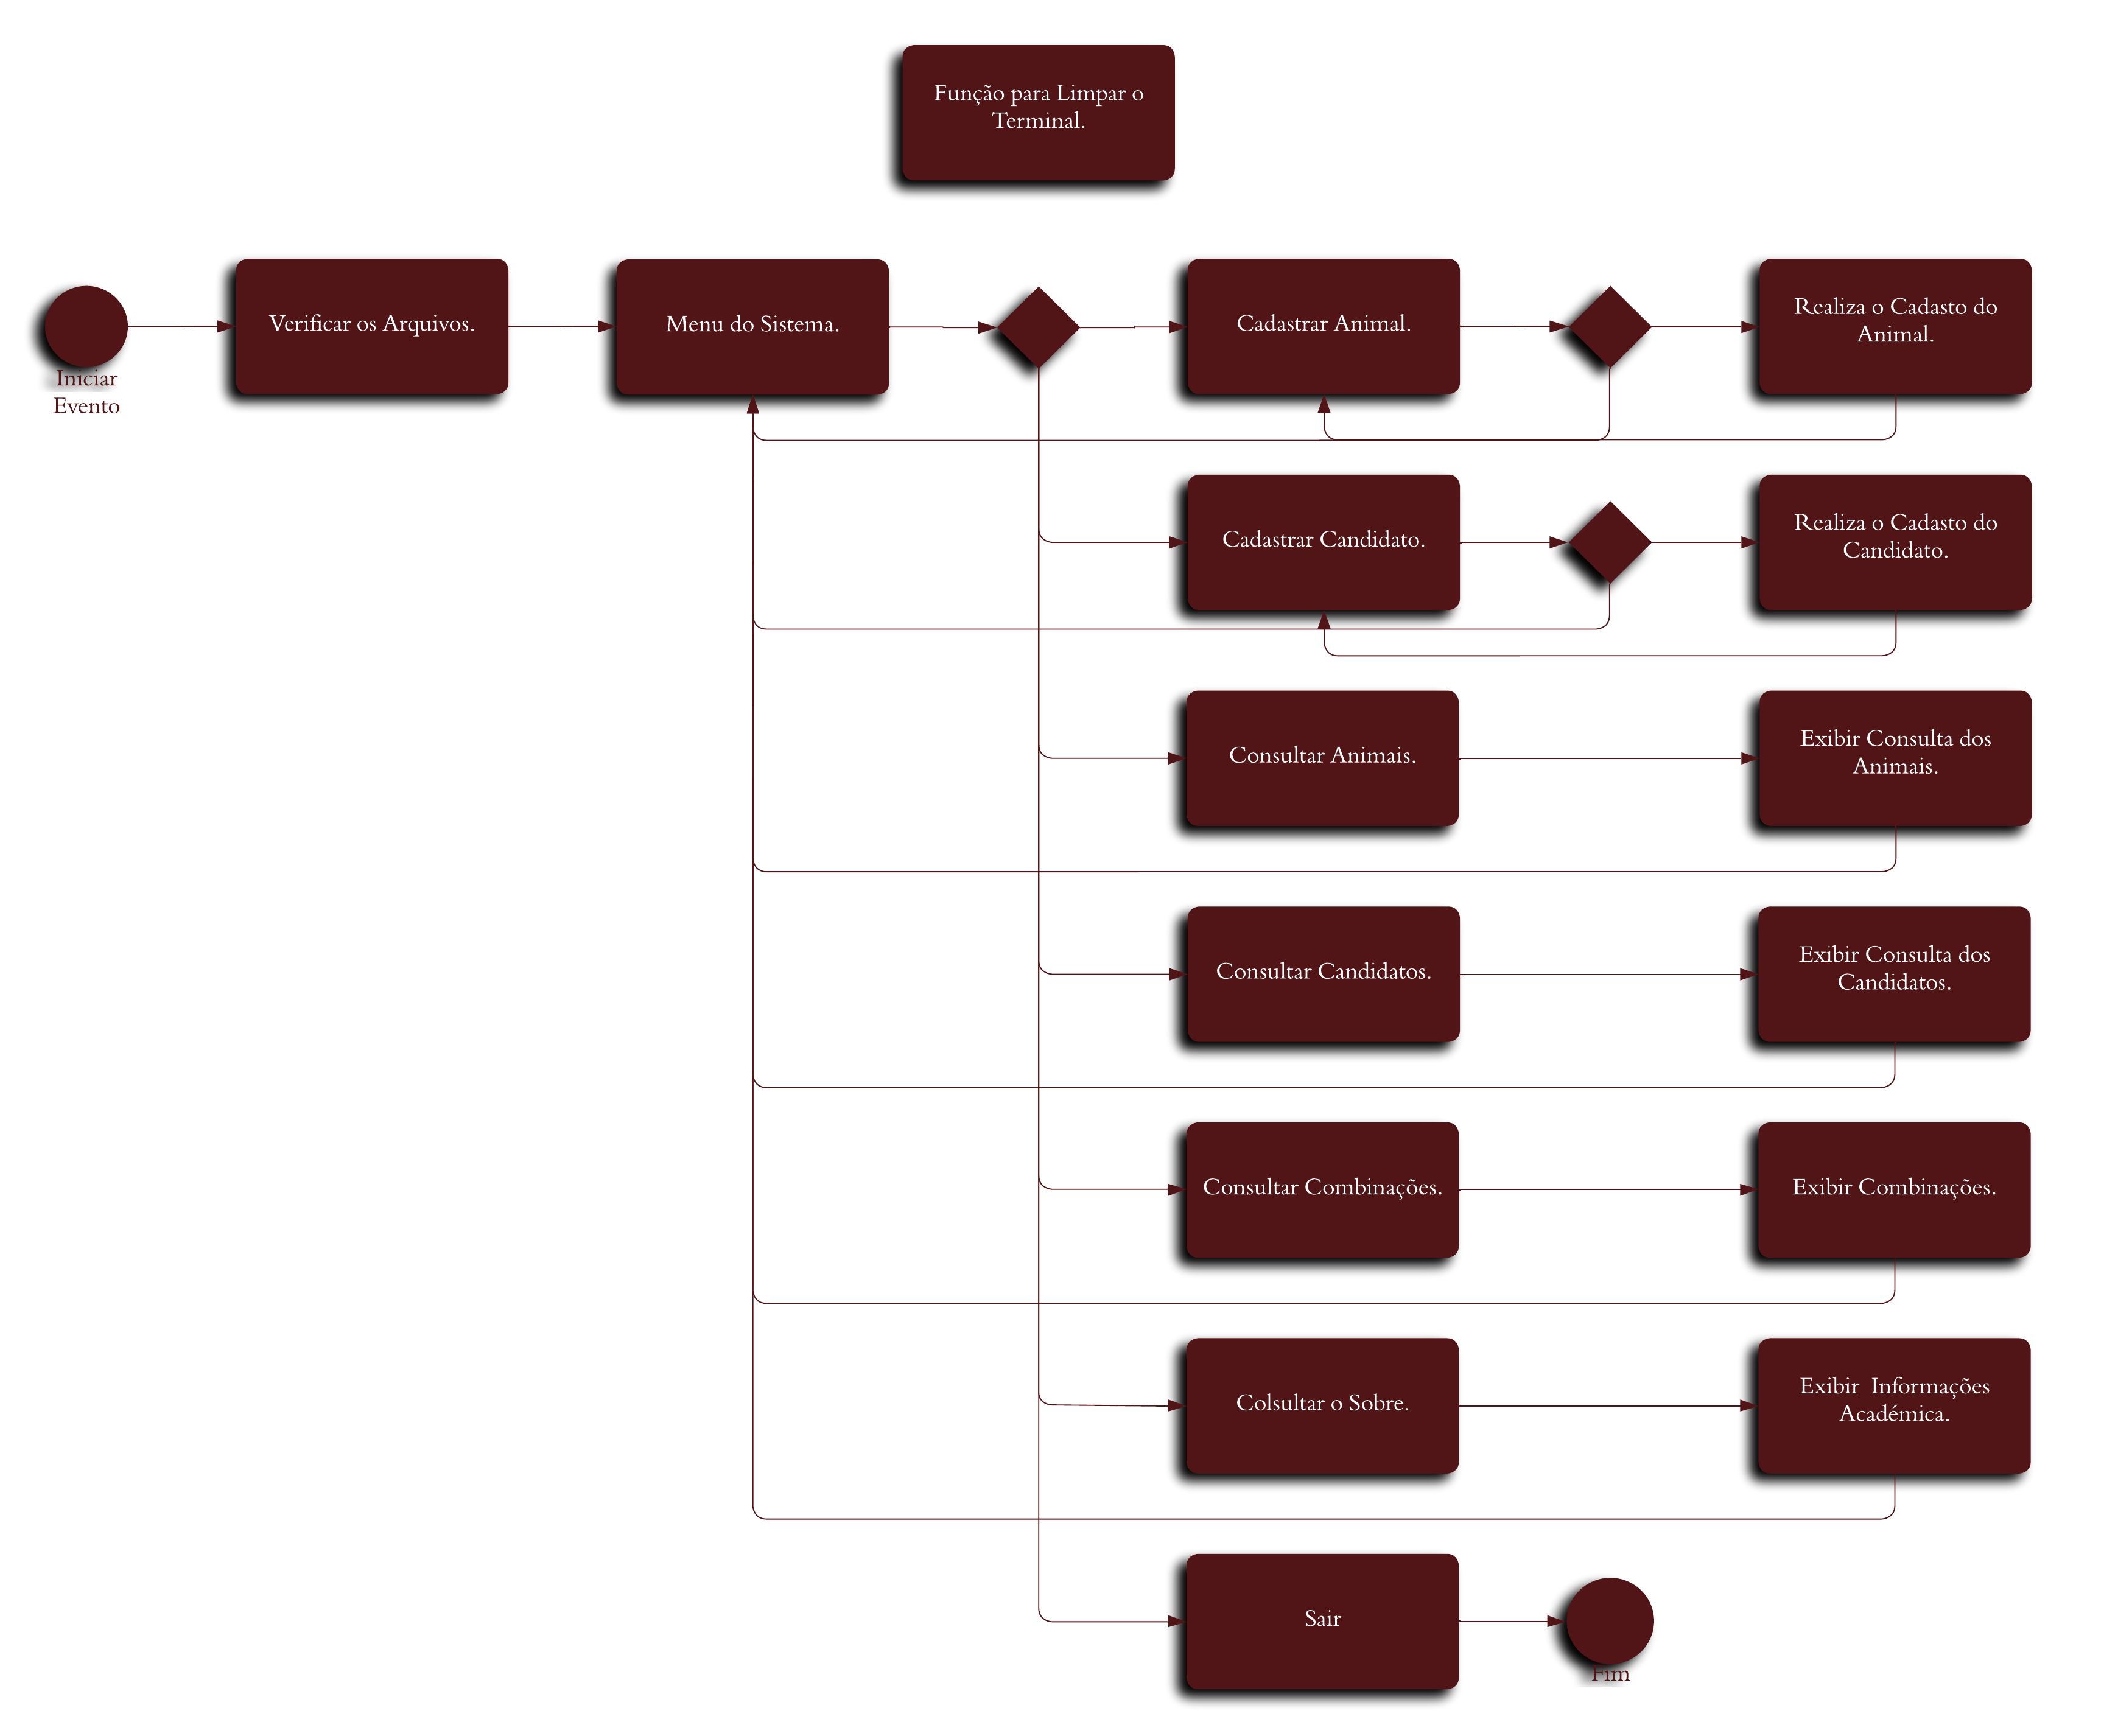 Função para Limpar o
Terminal.
Iniciar
Evento
Verificar os Arquivos.
Menu do Sistema.
Cadastrar Animal.
Realiza o Cadasto do
Animal.
Cadastrar Candidato.
Realiza o Cadasto do
Candidato.
Consultar Animais.
Exibir Consulta dos
Animais.
Consultar Candidatos.
Exibir Consulta dos
Candidatos.
Consultar Combinações.
Exibir Combinações.
Colsultar o Sobre.
Exibir  Informações
Académica.
Sair
Fim